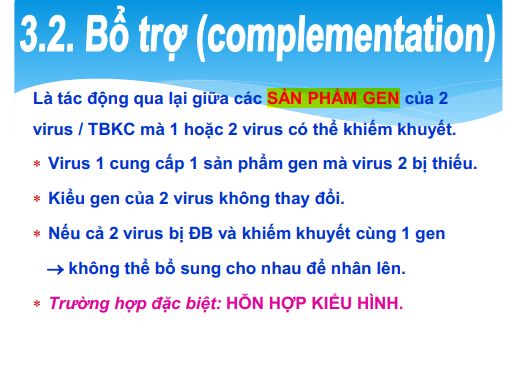 3.2. Bổ trợ (complementation)
Là tác động qua lại giữa các SẢN PHẨM GEN của 2
virus / TBKC mà 1 hoặc 2 virus có thể khiếm khuyết.
* Virus 1 cung cấp 1 sản phẩm gen mà virus 2 bị thiếu.
* Kiểu gen của 2 virus không thay đổi.
* Nếu cả 2 virus bị ĐB và khiếm khuyết cùng 1 gen
→ không thể bổ sung cho nhau để nhân lên.
* Trường hợp đặc biệt: HỖN HỢP KIỂU HÌNH.